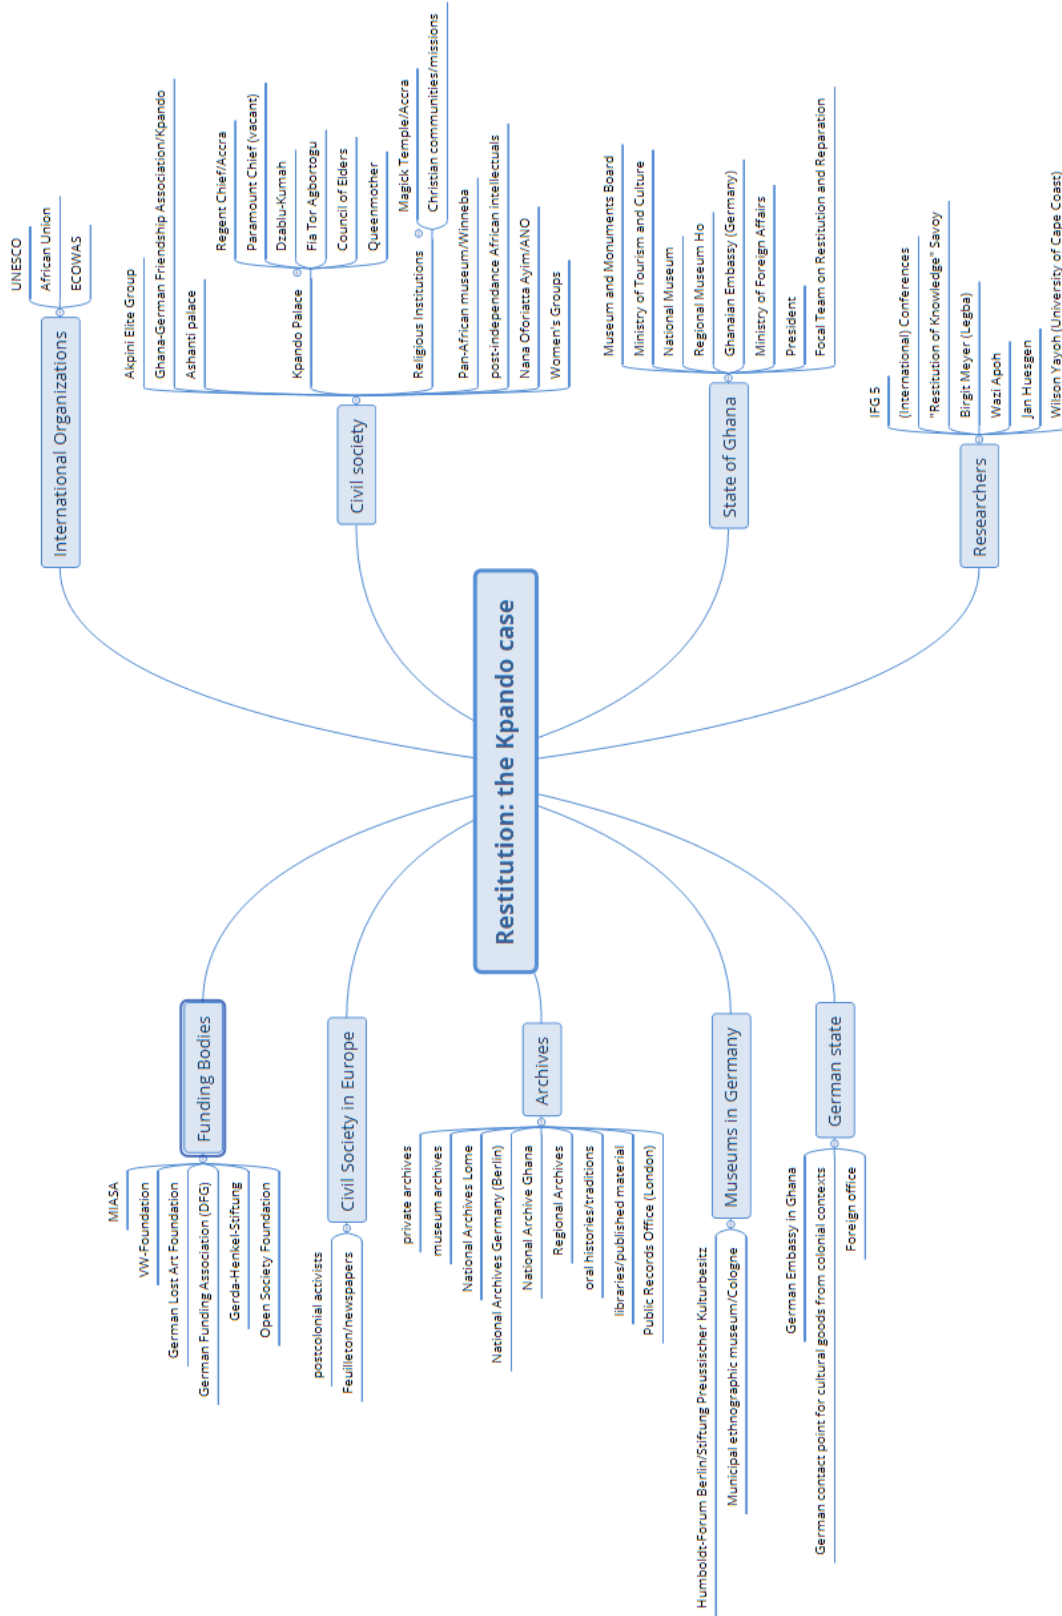 Restitution: the Kpando case
International Organizations
UNESCO
African Union
ECOWAS
Civil society
Akpini Elite Group
Ghana-German Friendship Association/Kpando
Ashanti palace
Kpando Palace
Regent Chief/Accra
Paramount Chief (vacant)
Dzablu-Kumah
Fia Tor Agbortogu
Council of Elders
Queenmother
Religious Institutions
Magick Temple/Accra
Christian communities/missions
Pan-African museum/Winneba
post-independance African intellectuals
Nana Oforiatta Ayim/ANO
Women's Groups
State of Ghana
Museum and Monuments Board
Ministry of Tourism and Culture
National Museum
Regional Museum Ho
Ghanaian Embassy (Germany)
Ministry of Foreign Affairs
President
Focal Team on Restitution and Reparation
Researchers
IFG 5
(International) Conferences
"Restitution of Knowledge" Savoy
Birgit Meyer (Legba)
Wazi Apoh
Jan Huesgen
Wilson Yayoh (University of Cape Coast)
Funding Bodies
MIASA
VW-Foundation
German Lost Art Foundation
German Funding Association (DFG)
Gerda-Henkel-Stiftung
Open Society Foundation
Civil Society in Europe
postcolonial activists
Feuilleton/newspapers
Archives
private archives
museum archives
National Archives Lome
National Archives Germany (Berlin)
National Archive Ghana
Regional Archives
oral histories/traditions
libraries/published material
Public Records Office (London)
Museums in Germany
Humboldt-Forum Berlin/Stiftung Preussischer Kulturbesitz
Municipal ethnographic museum/Cologne
German state
German Embassy in Ghana
German contact point for cultural goods from colonial contexts
Foreign office